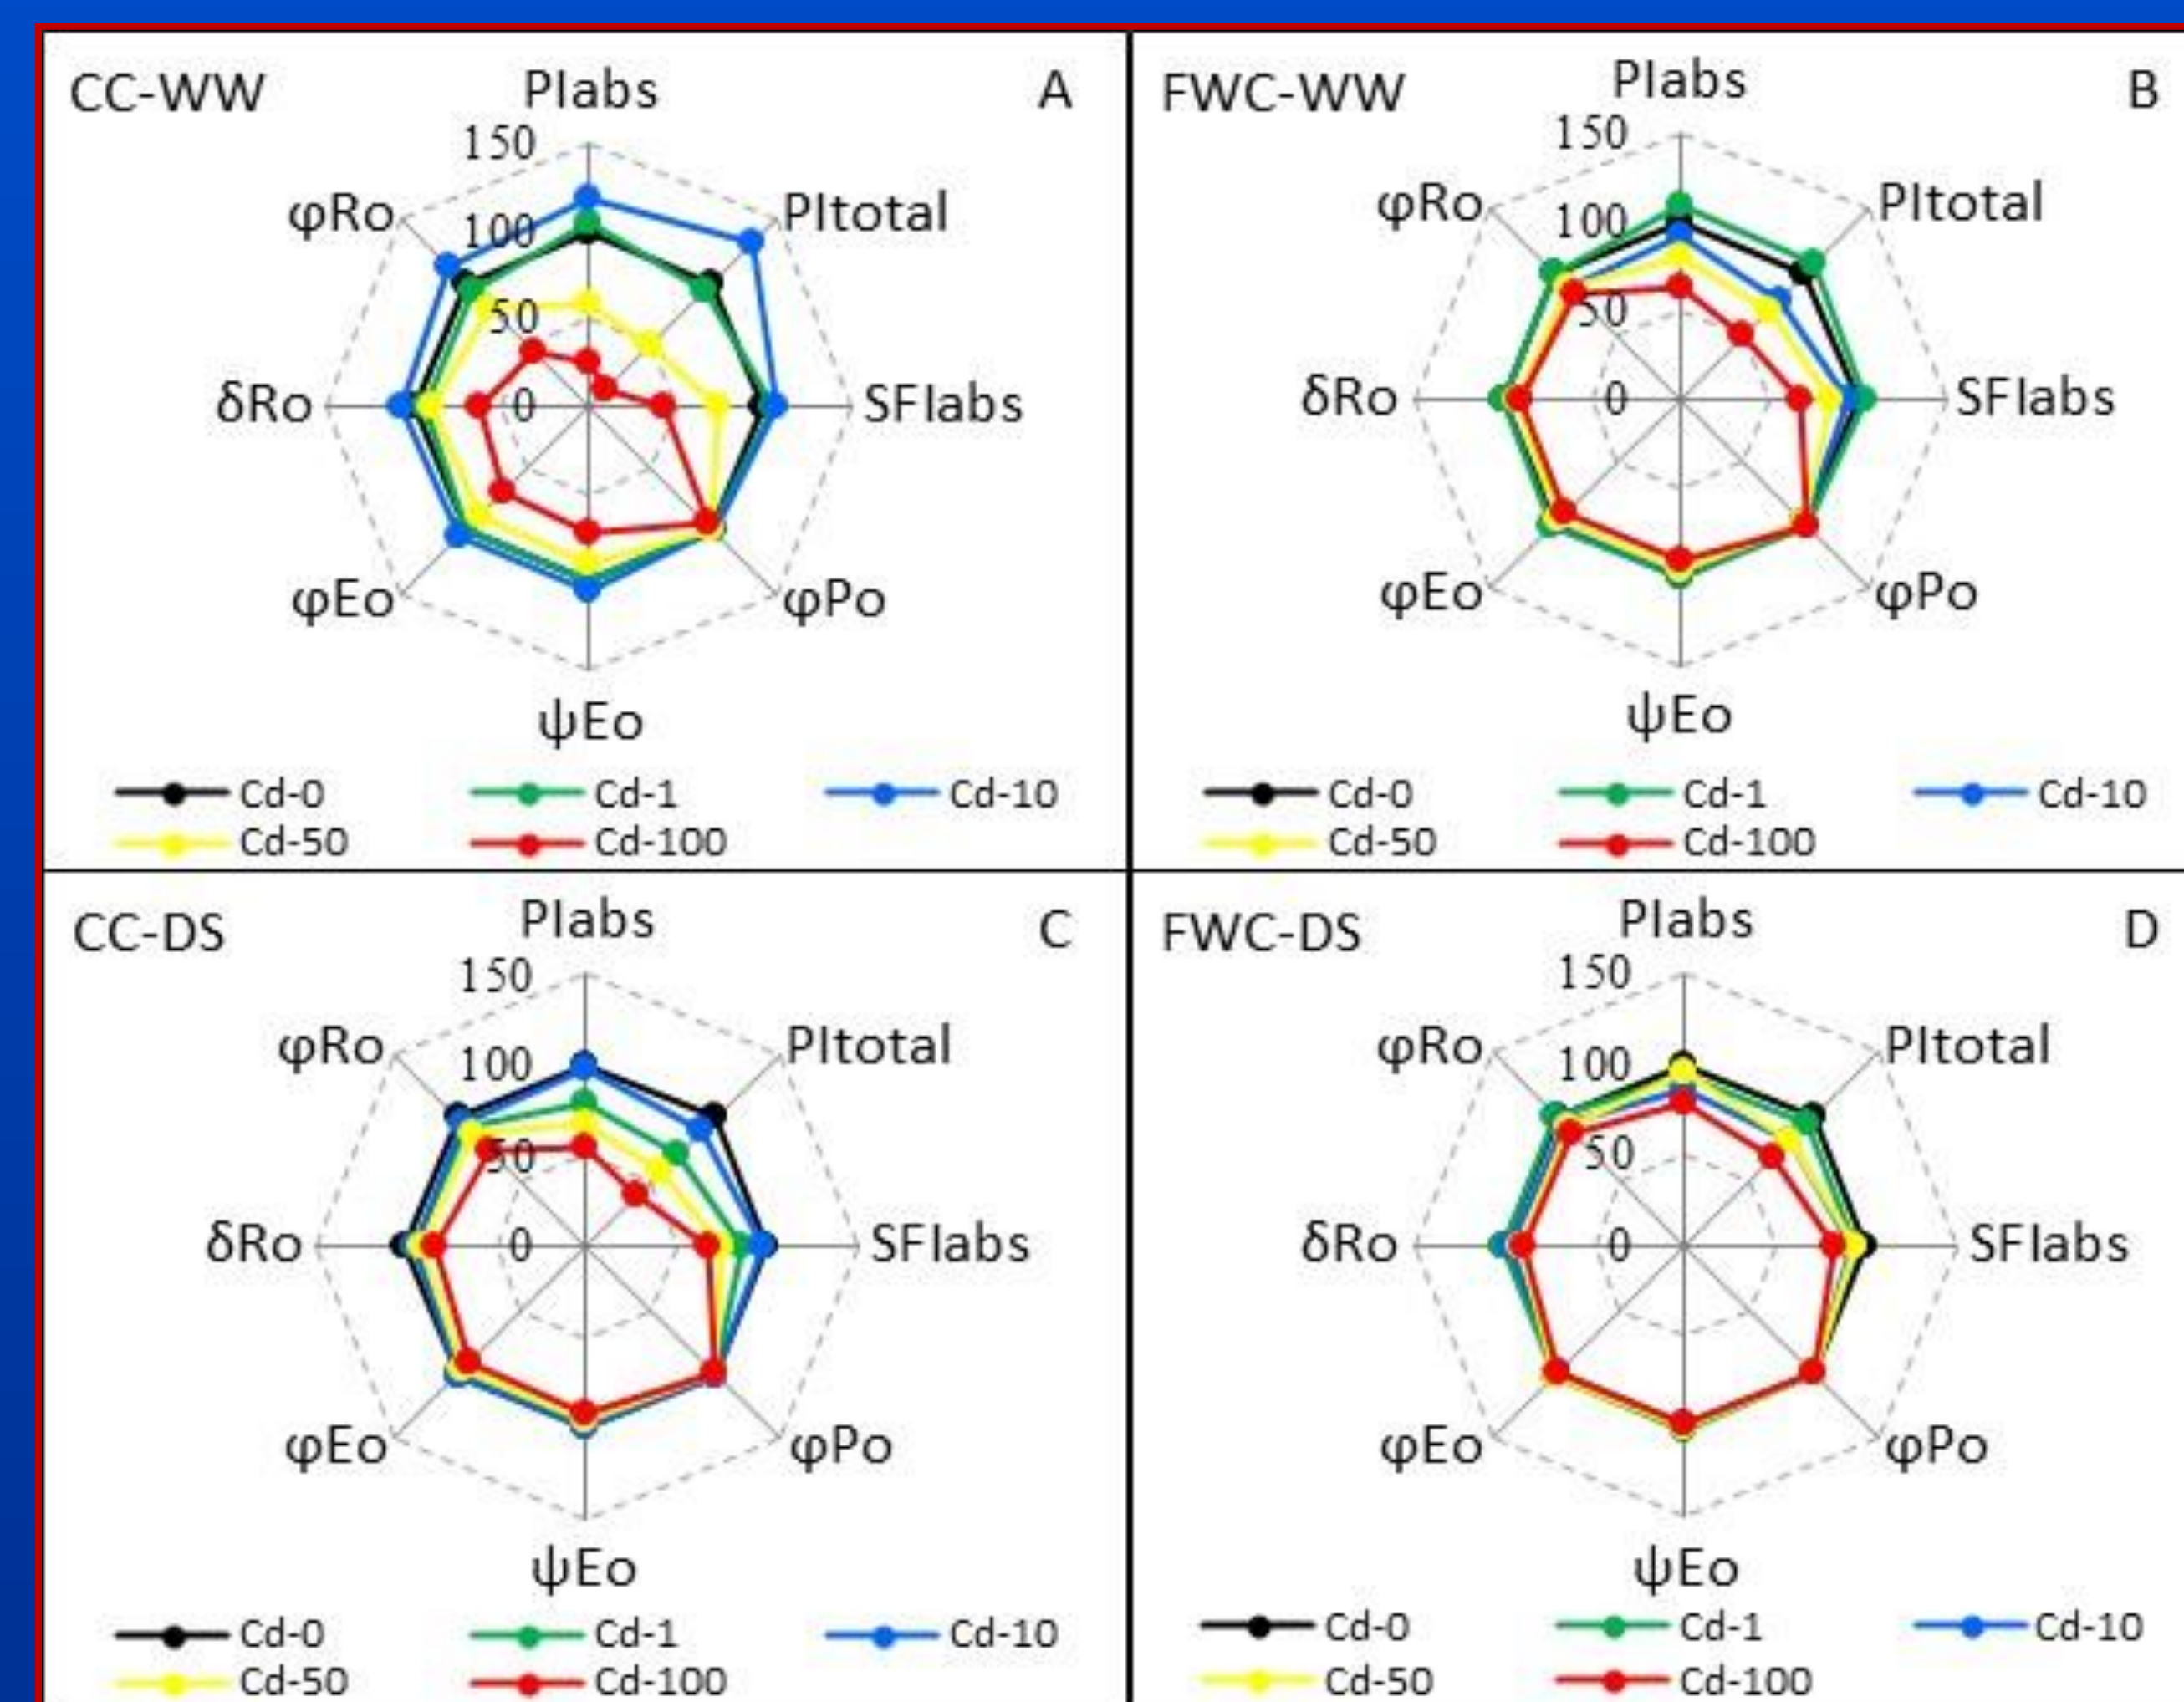 CC-WW
PIabs
A
150
φRo
PItotal
100
50
δRo
0
SFIabs
φEo
φPo
ψEo
Cd-0
Cd-1
Cd-10
Cd-50
Cd-100
FWC-WW
PIabs
B
150
φRo
PItotal
100
50
δRo
0
SFIabs
φEo
φPo
ψEo
Cd-0
Cd-1
Cd-10
Cd-50
Cd-100
CC-DS
PIabs
C
150
φRo
PItotal
100
50
δRo
0
SFIabs
φEo
φPo
ψEo
Cd-0
Cd-1
Cd-10
Cd-50
Cd-100
FWC-DS
PIabs
D
150
φRo
PItotal
100
50
δRo
0
SFIabs
φEo
φPo
ψEo
Cd-0
Cd-1
Cd-10
Cd-50
Cd-100